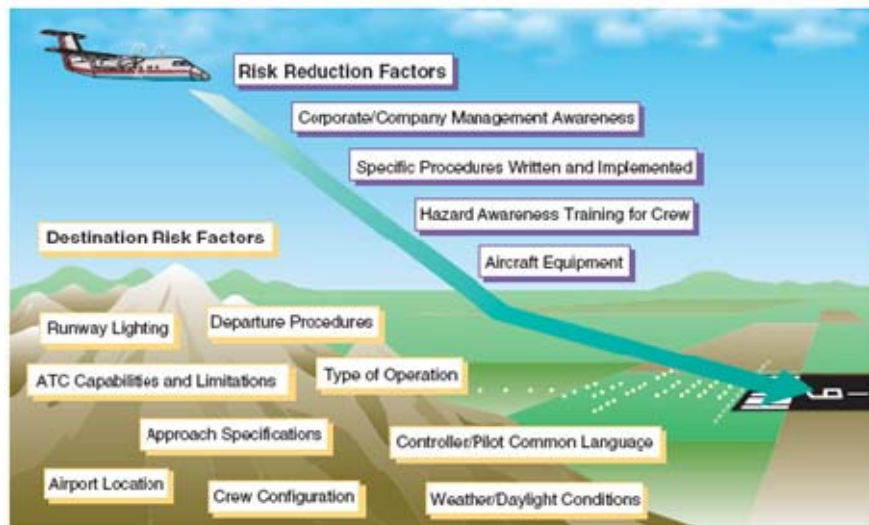 Risk Reduction Factors
Corporate/Company Management Awareness
Specific Procedures Written and Implemented
Hazard Awareness Training for Crew
Aircraft Equipment
Destination Risk Factors
Runway Lighting
Departure Procedures
ATC Capabilities and Limitations
Type of Operation
Approach Specifications
Controller/Pilot Common Language
Airport Location
Crew Configuration
Weather/Daylight Conditions